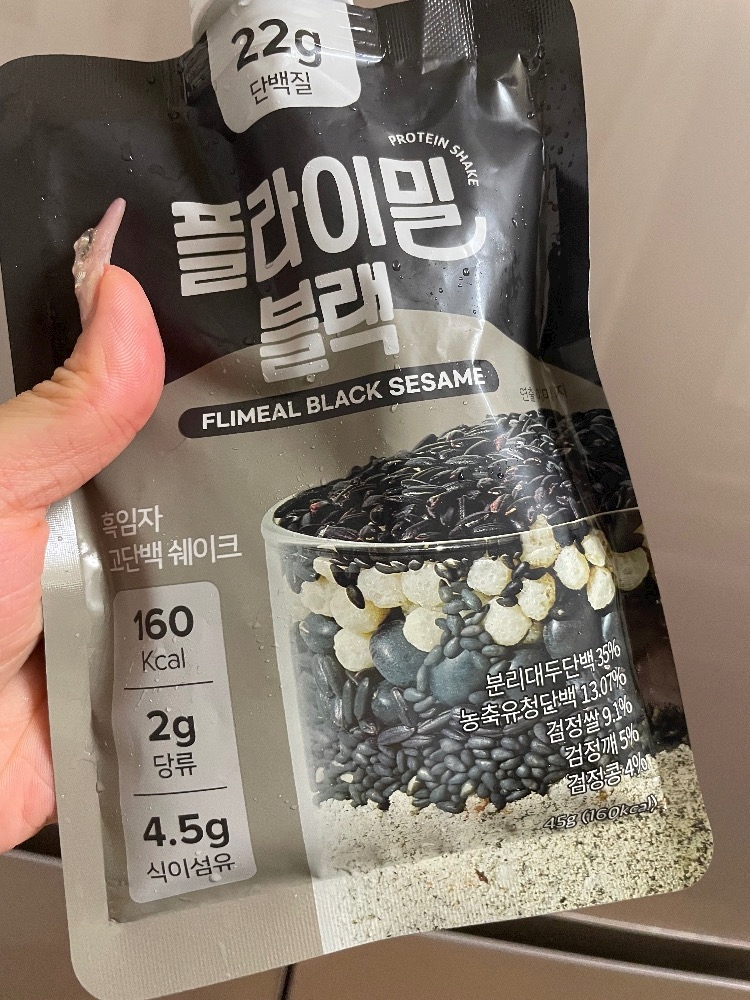 22g
단백질
PROTEIN SHAKE
플라이밀
블랙
FLIMEAL BLACK SESAME
흑임자
고단백 쉐이크
160
Kcal
2g
당류
4.5g
식이섬유
분리대두단백 35%
농축유청단백 13.07%
검정쌀 9.1%
검정깨 5%
검정콩 4%
45g (160kcal)